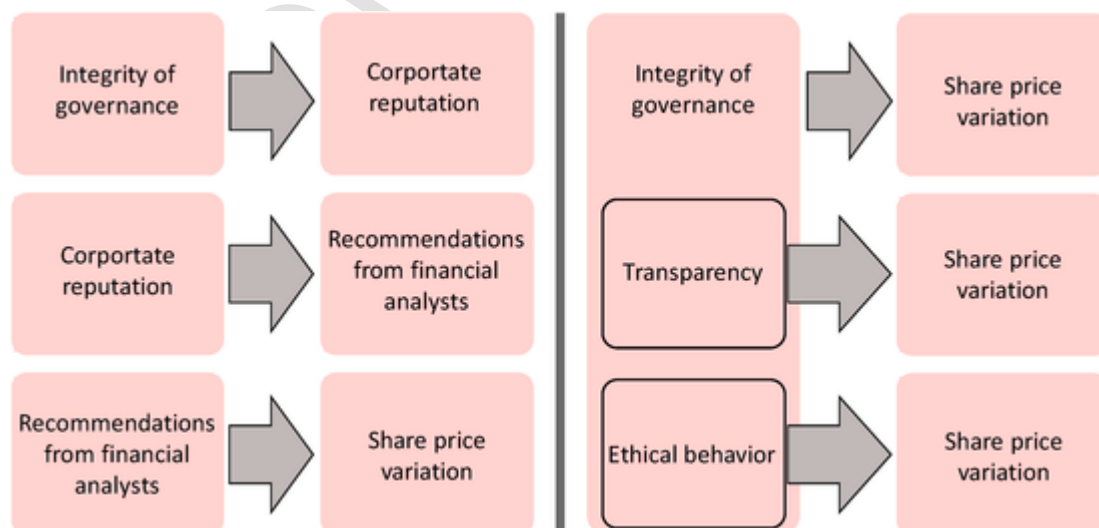 Integrity of
governance
Corportate
reputation
Corportate
reputation
Recommendations
from financial
analysts
Recommendations
from financial
analysts
Share price
variation
Integrity of
governance
Share price
variation
Transparency
Share price
variation
Ethical behavior
Share price
variation